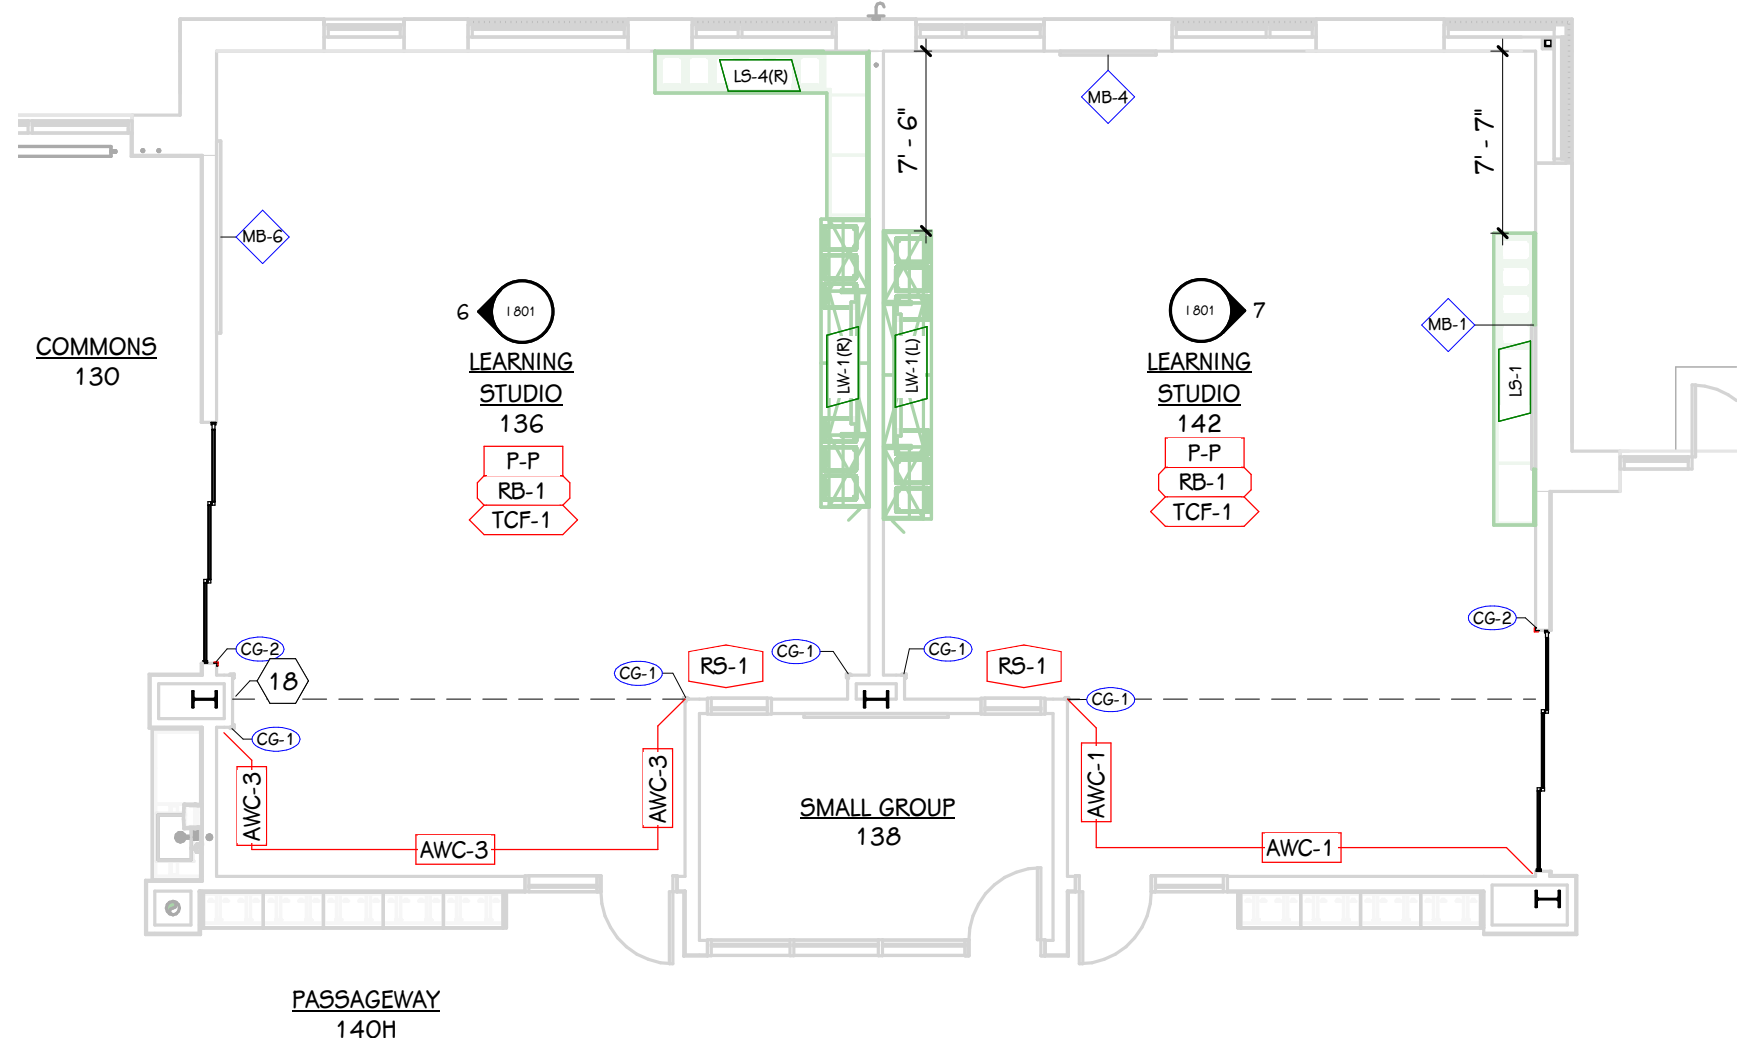 LS-4(R)
MB-4
7' - 6"
7' - 7"
MB-6
6
1801
1801
7
MB-1
COMMONS
130
LEARNING
STUDIO
136
LW-1(R)
LW-1(L)
LEARNING
STUDIO
142
LS-1
P-P
RB-1
TCF-1
P-P
RB-1
TCF-1
CG-2
CG-2
18
CG-1
RS-1
CG-1
CG-1
RS-1
CG-1
CG-1
AWC-3
AWC-3
AWC-3
AWC-1
AWC-1
SMALL GROUP
138
PASSAGEWAY
140H